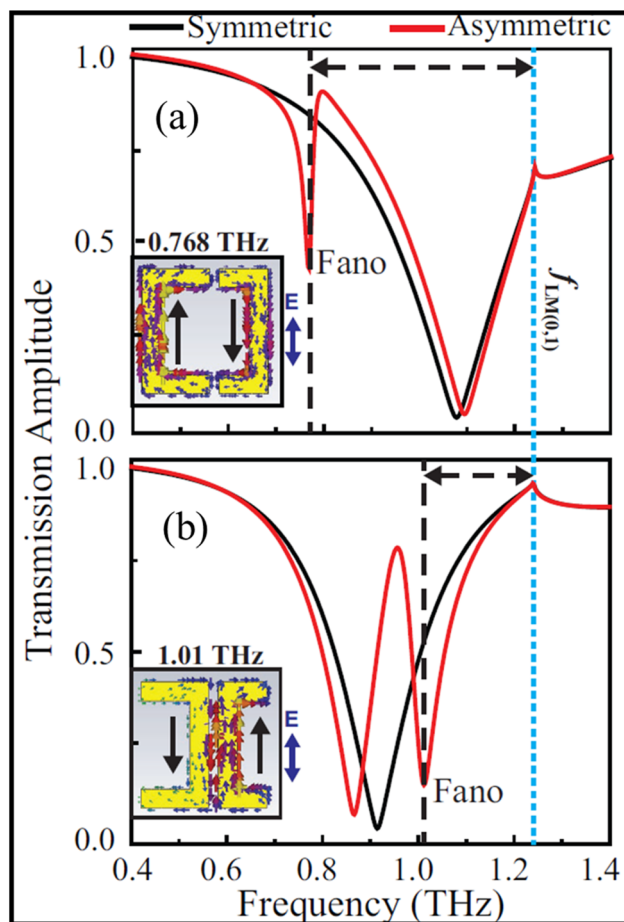 Symmetric Asymmetric
1.0
(a)
0.5
0.768 THz
Fano
E
f LM(0,1)
0.0
Transmission Amplitude
1.0
(b)
0.5
1.01 THz
E
Fano
0.0
0.4 0.6 0.8 1.0 1.2 1.4
Frequency (THz)